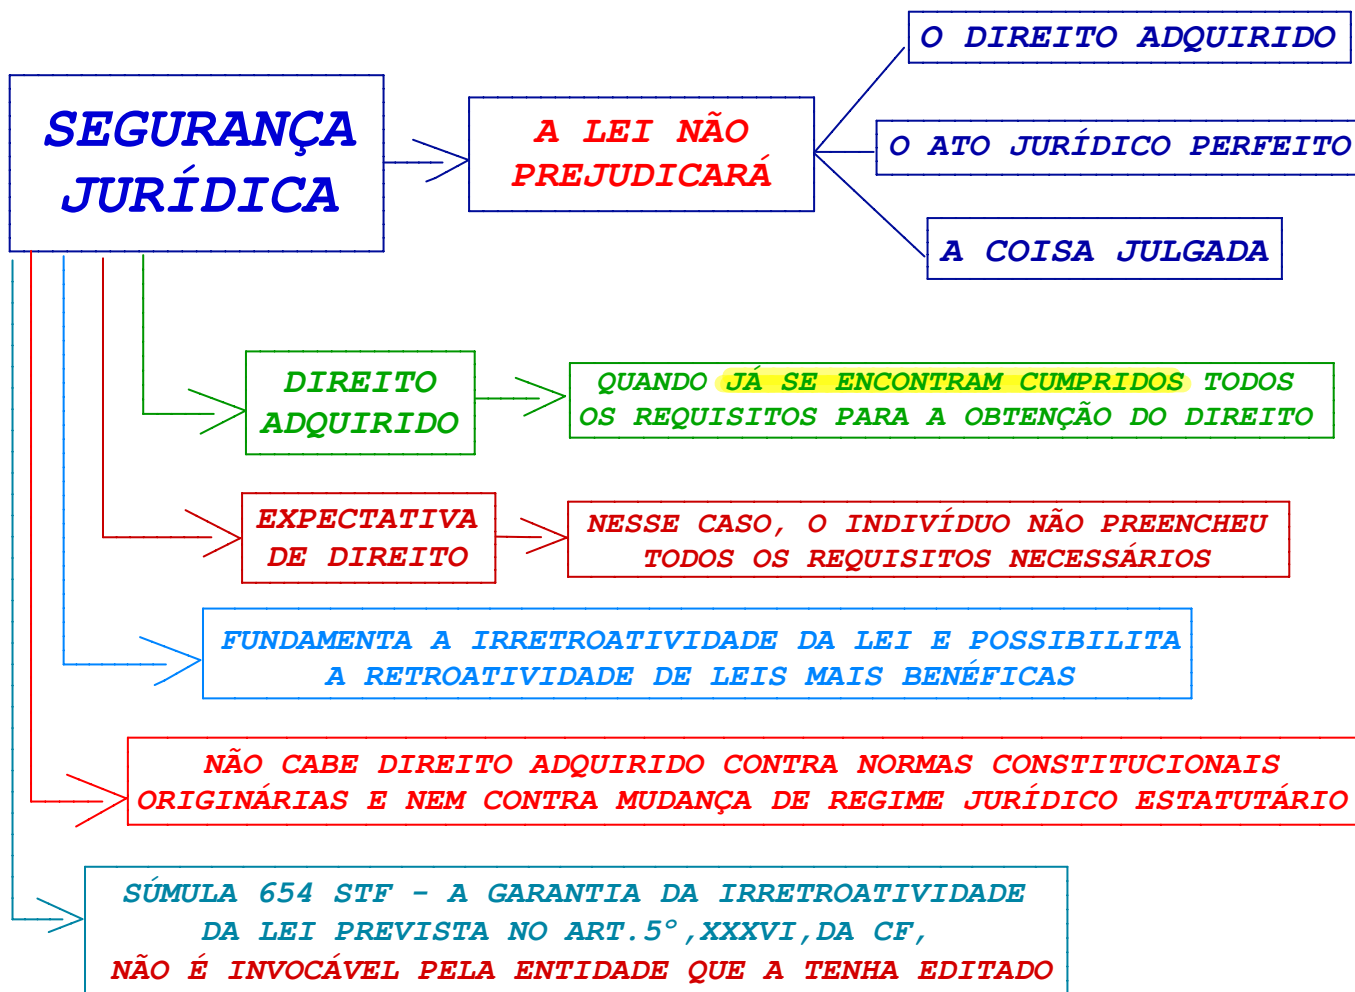 SEGURANÇA
JURÍDICA
A LEI NÃO
PREJUDICARÁ
O DIREITO ADQUIRIDO
O ATO JURÍDICO PERFEITO
A COISA JULGADA
DIREITO
ADQUIRIDO
QUANDO JÁ SE ENCONTRAM CUMPRIDOS TODOS
OS REQUISITOS PARA A OBTENÇÃO DO DIREITO
EXPECTATIVA
DE DIREITO
NESSE CASO, O INDIVÍDUO NÃO PREENCHEU
TODOS OS REQUISITOS NECESSÁRIOS
FUNDAMENTA A IRRETROATIVIDADE DA LEI E POSSIBILITA
A RETROATIVIDADE DE LEIS MAIS BENÉFICAS
NÃO CABE DIREITO ADQUIRIDO CONTRA NORMAS CONSTITUCIONAIS
ORIGINÁRIAS E NEM CONTRA MUDANÇA DE REGIME JURÍDICO ESTATUTÁRIO
SÚMULA 654 STF - A GARANTIA DA IRRETROATIVIDADE
DA LEI PREVISTA NO ART.5º,XXXVI,DA CF,
NÃO É INVOCÁVEL PELA ENTIDADE QUE A TENHA EDITADO